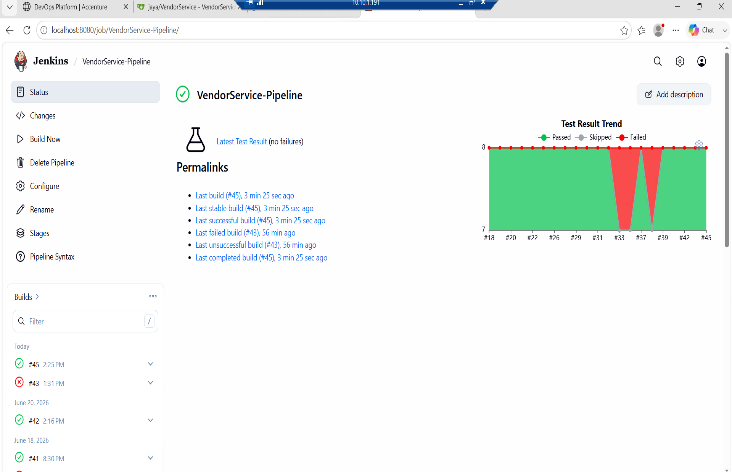 DevOps Platform | Accenture
jaya/VendorService - VendorServic
10.10.1.191
localhost:8080/job/VendorService-Pipeline/
Chat
Jenkins / VendorService-Pipeline
Status
Changes
Build Now
Delete Pipeline
Configure
Rename
Stages
Pipeline Syntax
Builds >
Filter
/
Today
#45 2:25 PM
#43 1:31 PM
June 20, 2026
#42 2:16 PM
June 18, 2026
#41 8:30 PM
VendorService-Pipeline
Add description
Latest Test Result (no failures)
Permalinks
Last build (#45), 3 min 25 sec ago
Last stable build (#45), 3 min 25 sec ago
Last successful build (#45), 3 min 25 sec ago
Last failed build (#43), 56 min ago
Last unsuccessful build (#43), 56 min ago
Last completed build (#45), 3 min 25 sec ago
Test Result Trend
Passed Skipped Failed
8
7
#18 #20 #22 #26 #29 #31 #33 #37 #39 #42 #45